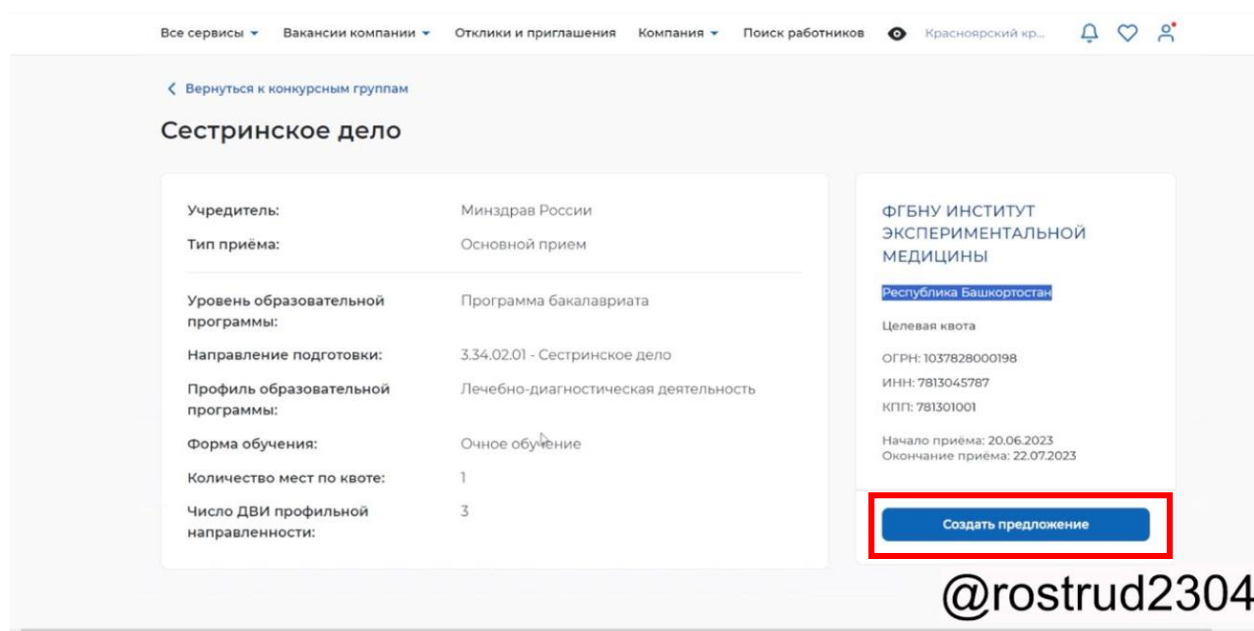 Все сервисы Вакансии компании Отклики и приглашения Компания Поиск работников Красноярский кр...
Вернуться к конкурсным группам
Сестринское дело
Учредитель: Минздрав России
Тип приёма: Основной прием
Уровень образовательной Программа бакалавриата
программы:
Направление подготовки: 3.34.02.01 - Сестринское дело
Профиль образовательной Лечебно-диагностическая деятельность
программы:
Форма обучения: Очное обучение
Количество мест по квоте: 1
Число ДВИ профильной 3
направленности:
ФГБНУ ИНСТИТУТ
ЭКСПЕРИМЕНТАЛЬНОЙ
МЕДИЦИНЫ
Республика Башкортостан
Целевая квота
ОГРН: 1037828000198
ИНН: 7813045787
КПП: 781301001
Начало приёма: 20.06.2023
Окончание приёма: 22.07.2023
Создать предложение
@rostrud2304